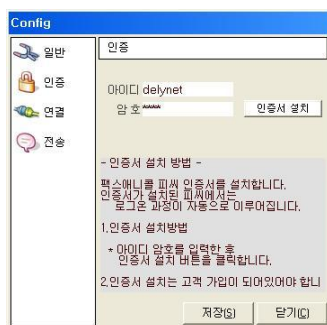 Config
일반
인증
연결
전송
인증
아이디 delynet
암 호 ****
인증서 설치
- 인증서 설치 방법 -
팩스매니콜 피씨 인증서를 설치합니다.
인증서가 설치된 피씨에서는
로그온 과정이 자동으로 이루어집니다.
1.인증서 설치방법
* 아이디 암호를 입력한 후
인증서 설치 버튼을 클릭합니다.
2.인증서 설치는 고객 가입이 되어있어야 합니
저장(S)
닫기(C)